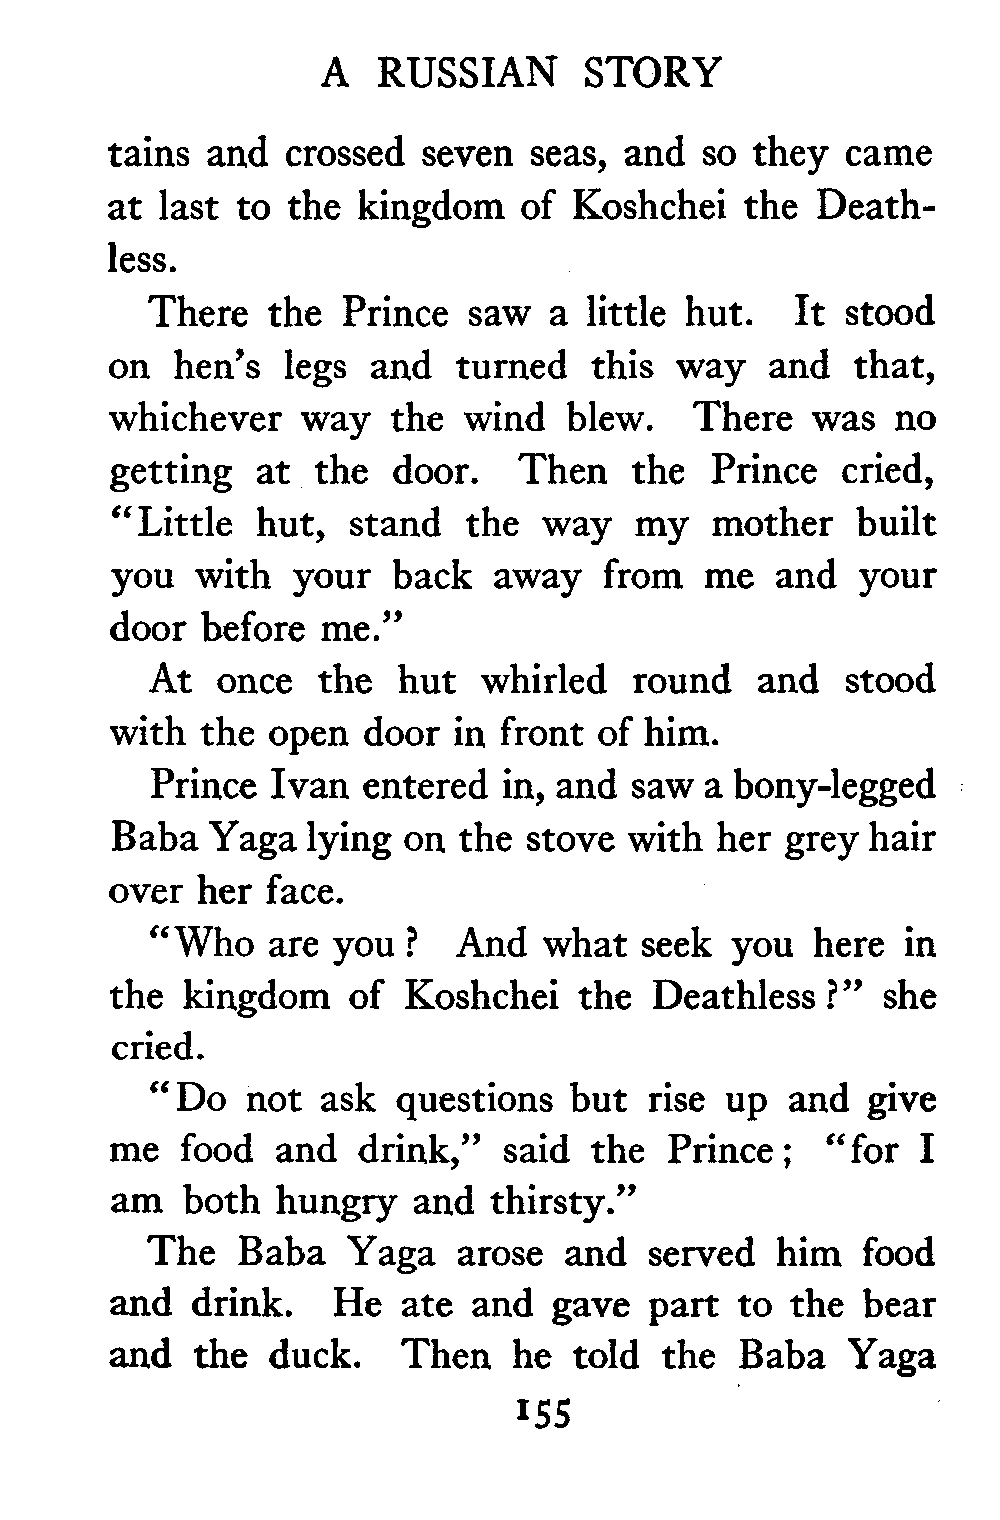 A RUSSIAN STORY
tains and crossed seven seas, and so they came
at last to the kingdom of Koshchei the Death-
less.
There the Prince saw a little hut. It stood
on hen's legs and turned this way and that,
whichever way the wind blew. There was no
getting at the door. Then the Prince cried,
“Little hut, stand the way my mother built
you with your back away from me and your
door before me.”
At once the hut whirled round and stood
with the open door in front of him.
Prince Ivan entered in, and saw a bony-legged
Baba Yaga lying on the stove with her grey hair
over her face.
“Who are you? And what seek you here in
the kingdom of Koshchei the Deathless?” she
cried.
“Do not ask questions but rise up and give
me food and drink,” said the Prince; “for I
am both hungry and thirsty.”
The Baba Yaga arose and served him food
and drink. He ate and gave part to the bear
and the duck. Then he told the Baba Yaga
155